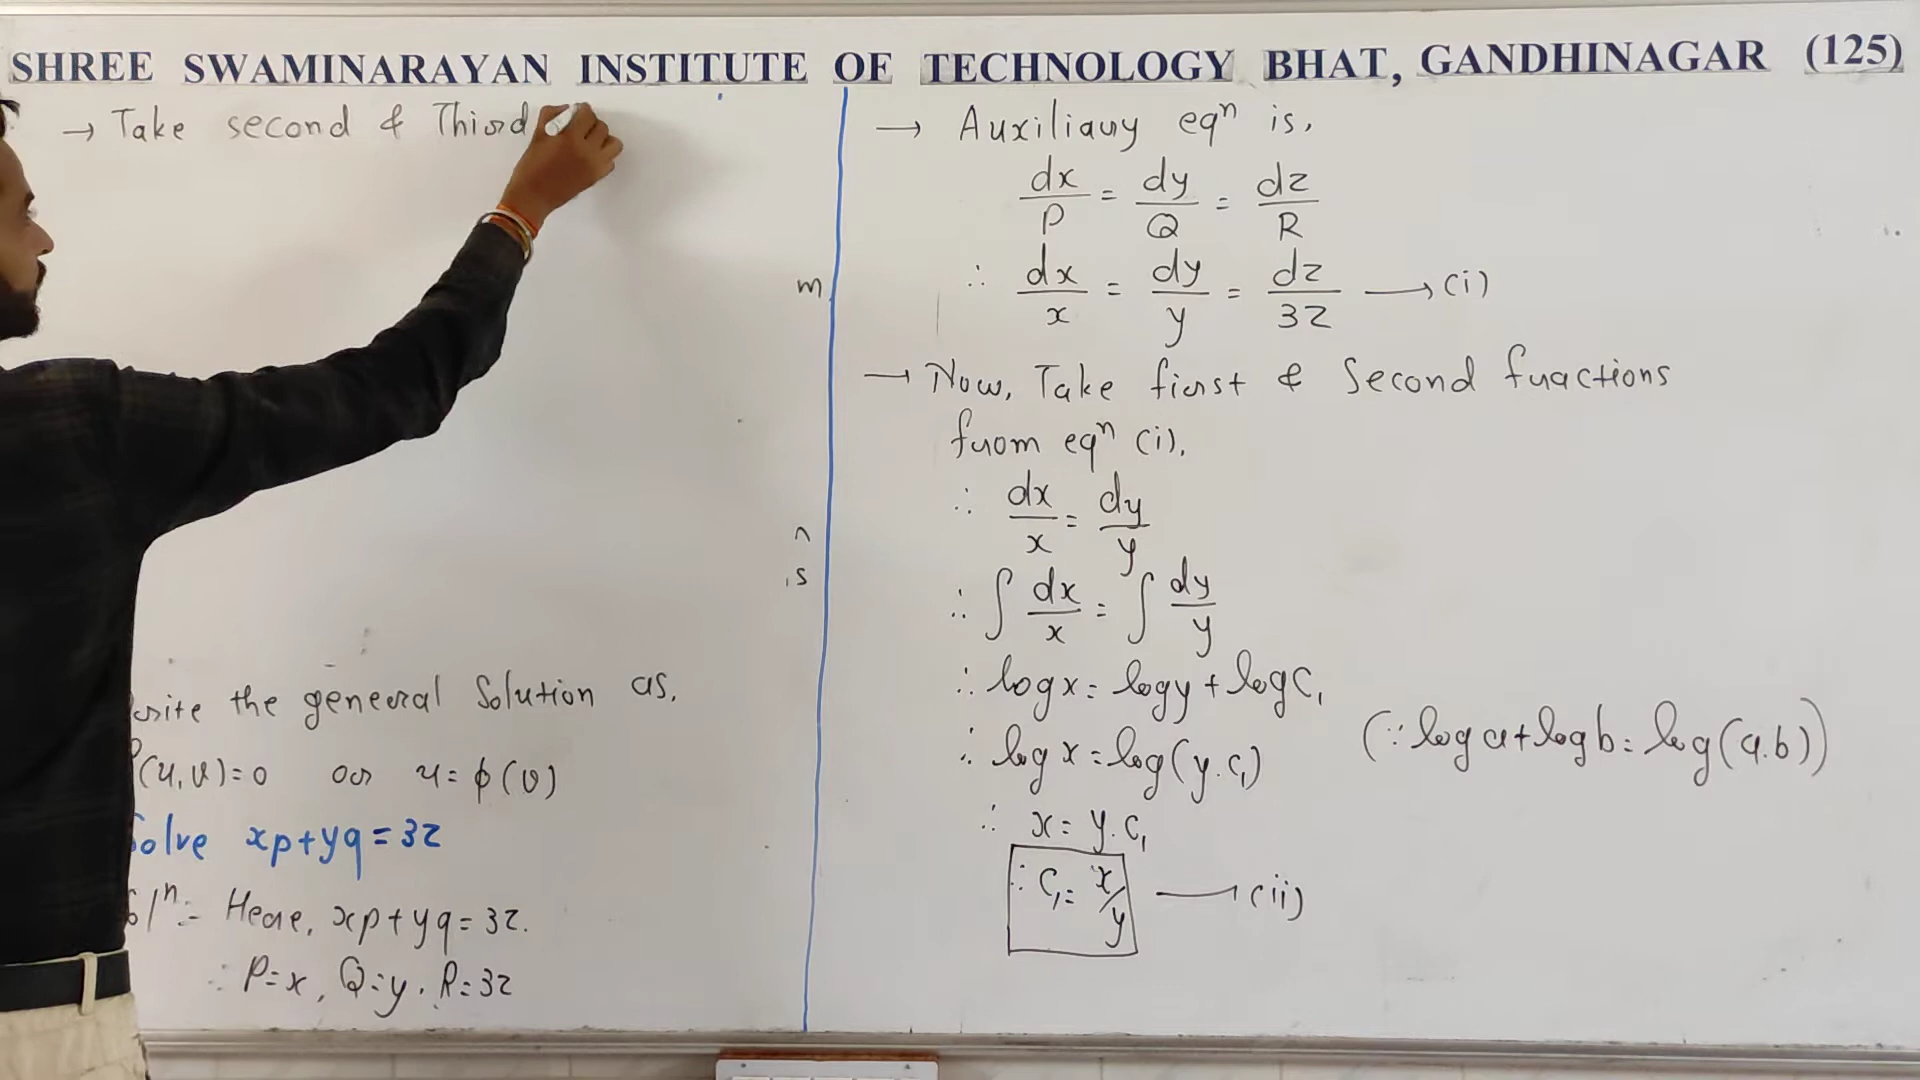 SHREE SWAMINARAYAN INSTITUTE OF TECHNOLOGY BHAT, GANDHINAGAR (125)
→ Take second & Third
m
n
is
the general Solution as,
(u,v)=0 or u=φ(v)
Solve xp+yq=3z
Solⁿ:- Here, xp+yq=3z.
∴ P=x, Q=y, R=3z
→ Auxiliary eqⁿ is,
dx/P = dy/Q = dz/R
∴ dx/x = dy/y = dz/3z → (i)
→ Now, Take first & Second fractions
from eqⁿ (i),
∴ dx/x = dy/y
∴ ∫ dx/x = ∫ dy/y
∴ log x = log y + log c₁
∴ log x = log(y.c₁) (∵ log a + log b = log(a.b))
∴ x = y.c₁
∴ c₁ = x/y → (ii)